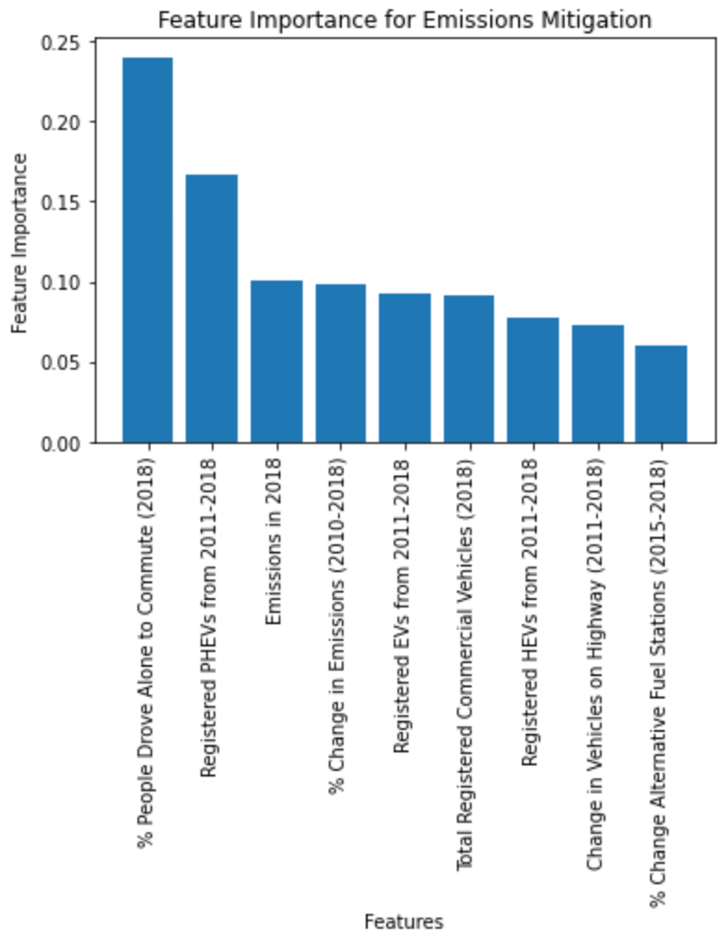 Feature Importance for Emissions Mitigation
0.25
0.20
0.15
0.10
0.05
0.00
Feature Importance
% People Drove Alone to Commute (2018)
Registered PHEVs from 2011-2018
Emissions in 2018
% Change in Emissions (2010-2018)
Registered EVs from 2011-2018
Total Registered Commercial Vehicles (2018)
Registered HEVs from 2011-2018
Change in Vehicles on Highway (2011-2018)
% Change Alternative Fuel Stations (2015-2018)
Features